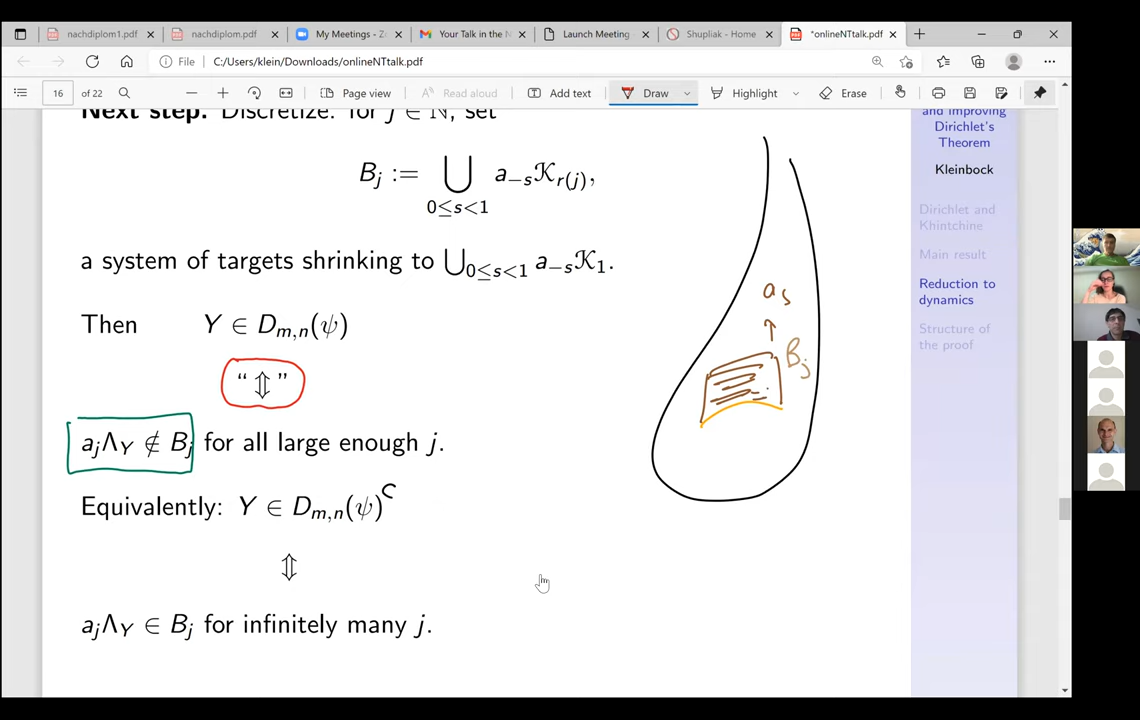 nachdiplom1.pdf
nachdiplom.pdf
My Meetings - Z
Your Talk in the N
Launch Meeting -
Shupliak - Home
*onlineNTtalk.pdf
File C:/Users/klein/Downloads/onlineNTtalk.pdf
16 of 22
Page view
Read aloud
Add text
Draw
Highlight
Erase
Next step. Discretize: for j ∈ ℕ, set
B_j := ⋃_{0≤s<1} a_{-s}𝒦_{r(j)},
a system of targets shrinking to ⋃_{0≤s<1} a_{-s}𝒦_1.
Then Y ∈ D_{m,n}(ψ)
“ ⇕ ”
a_jΛ_Y ∉ B_j for all large enough j.
Equivalently: Y ∈ D_{m,n}(ψ)^c
⇕
a_jΛ_Y ∈ B_j for infinitely many j.
a_s
↑
B_j
and improving
Dirichlet's
Theorem
Kleinbock
Dirichlet and
Khintchine
Main result
Reduction to
dynamics
Structure of
the proof